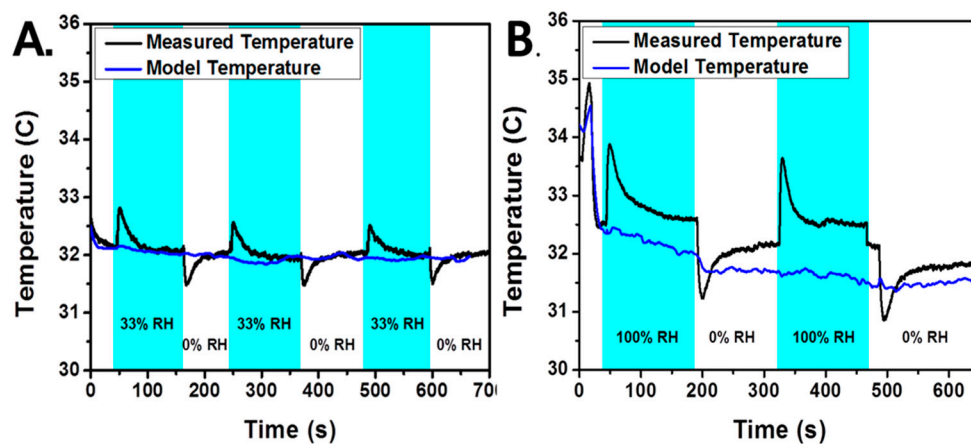 A.
Measured Temperature
Model Temperature
Temperature (C)
36
35
34
33
32
31
30
33% RH
0% RH
33% RH
0% RH
33% RH
0% RH
0
100
200
300
400
500
600
700
Time (s)
B.
Measured Temperature
Model Temperature
Temperature (C)
36
35
34
33
32
31
30
100% RH
0% RH
100% RH
0% RH
0
100
200
300
400
500
600
Time (s)